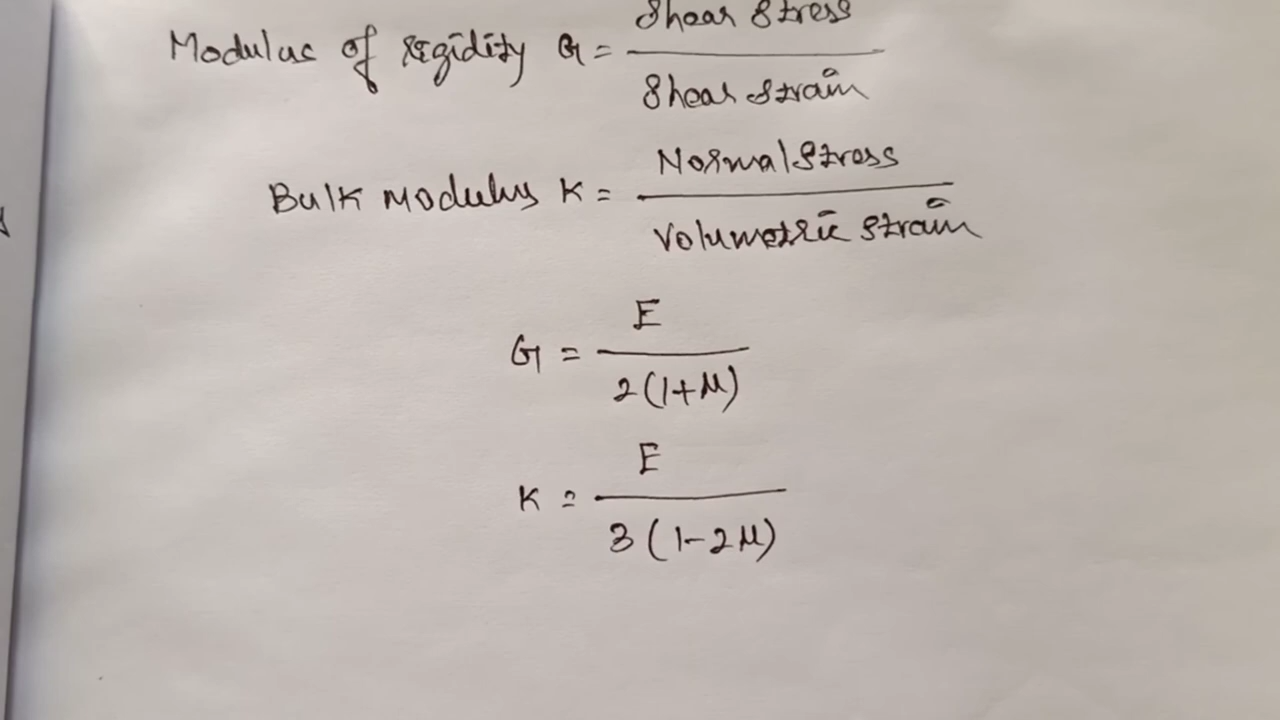 Modulus of rigidity G = Shear Stress / Shear Strain
Bulk Modulus K = Normal Stress / Volumetric Strain
G = E / 2(1+μ)
K = E / 3(1-2μ)